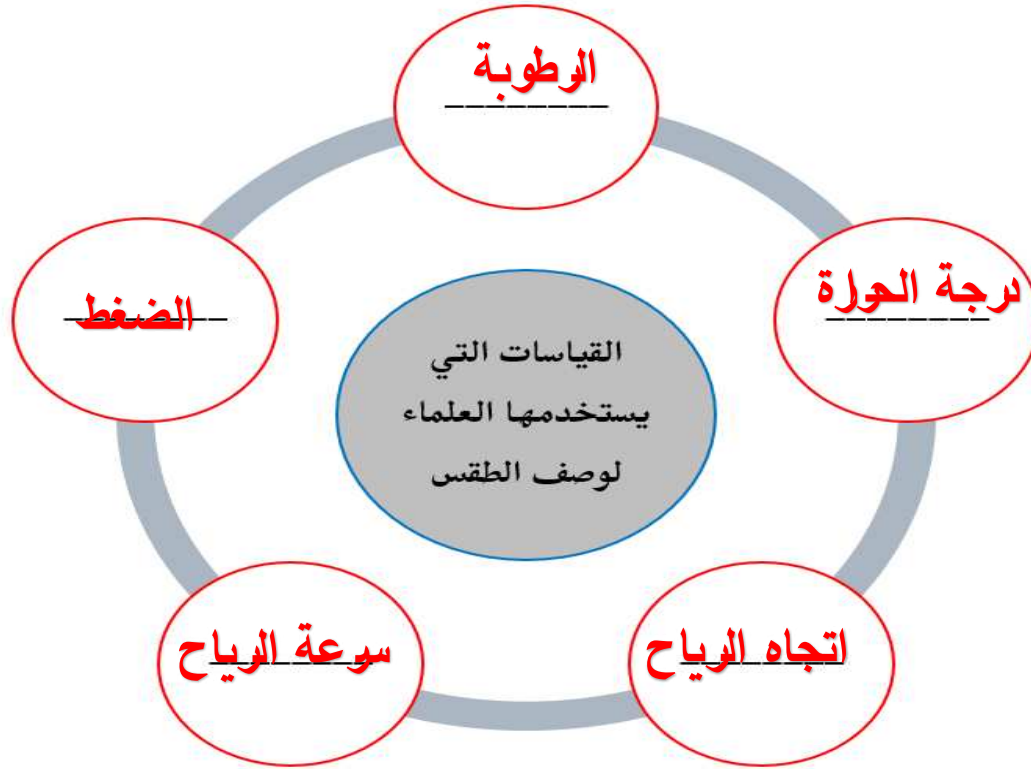 الرطوبة
درجة الحرارة
الضغط
القياسات التي
يستخدمها العلماء
لوصف الطقس
اتجاه الرياح
سرعة الرياح